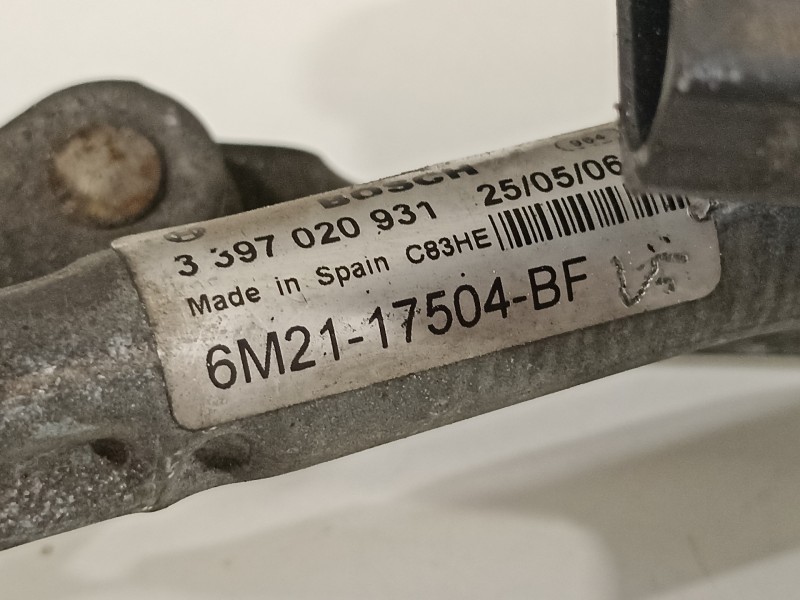 BOSCH
3 397 020 931 25/05/06
Made in Spain C83HE
6M21-17504-BF